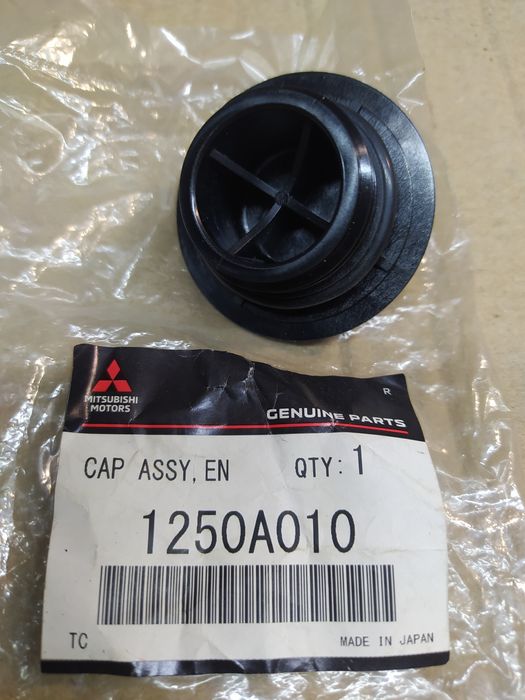 R
MITSUBISHI
MOTORS
GENUINE PARTS
CAP ASSY,EN QTY:1
1250A010
TC MADE IN JAPAN